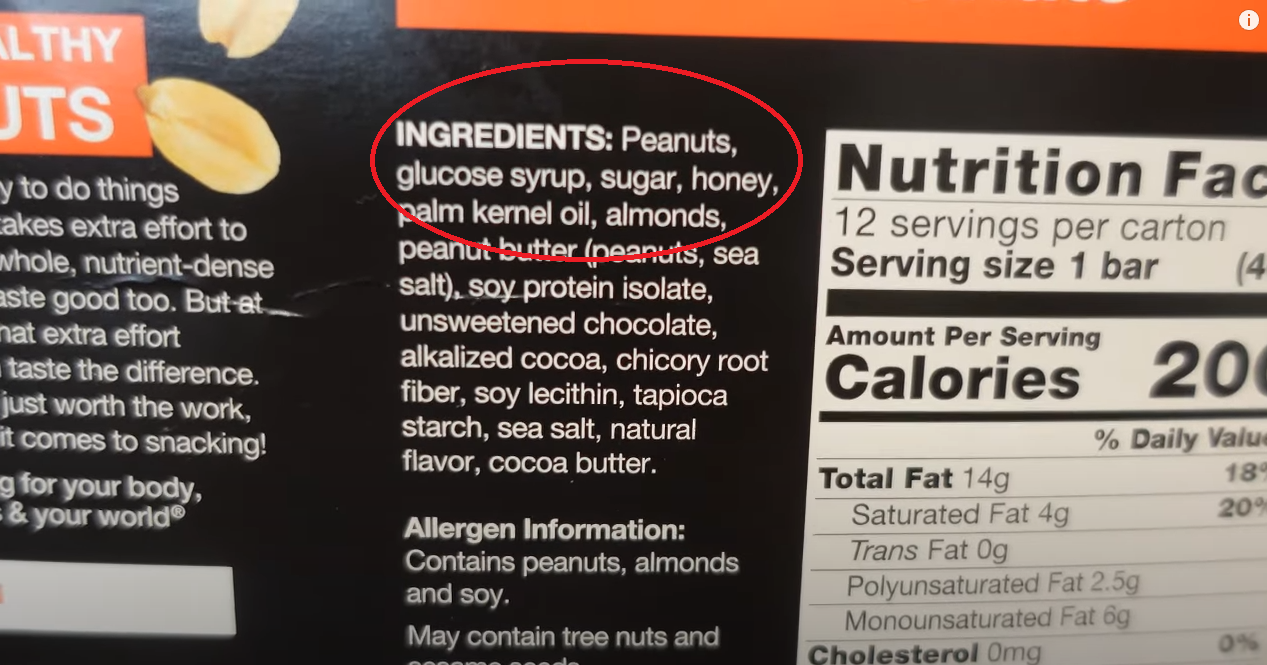 ALTHY
UTS
y to do things
takes extra effort to
whole, nutrient-dense
aste good too. But at
hat extra effort
taste the difference.
just worth the work,
it comes to snacking!
g for your body,
& your world®
INGREDIENTS: Peanuts,
glucose syrup, sugar, honey,
palm kernel oil, almonds,
peanut butter (peanuts, sea
salt), soy protein isolate,
unsweetened chocolate,
alkalized cocoa, chicory root
fiber, soy lecithin, tapioca
starch, sea salt, natural
flavor, cocoa butter.
Allergen Information:
Contains peanuts, almonds
and soy.
May contain tree nuts and
Nutrition Fac
12 servings per carton
Serving size 1 bar (4
Amount Per Serving
Calories 200
% Daily Value
Total Fat 14g 18%
Saturated Fat 4g 20%
Trans Fat 0g
Polyunsaturated Fat 2.5g
Monounsaturated Fat 6g
Cholesterol 0mg 0%